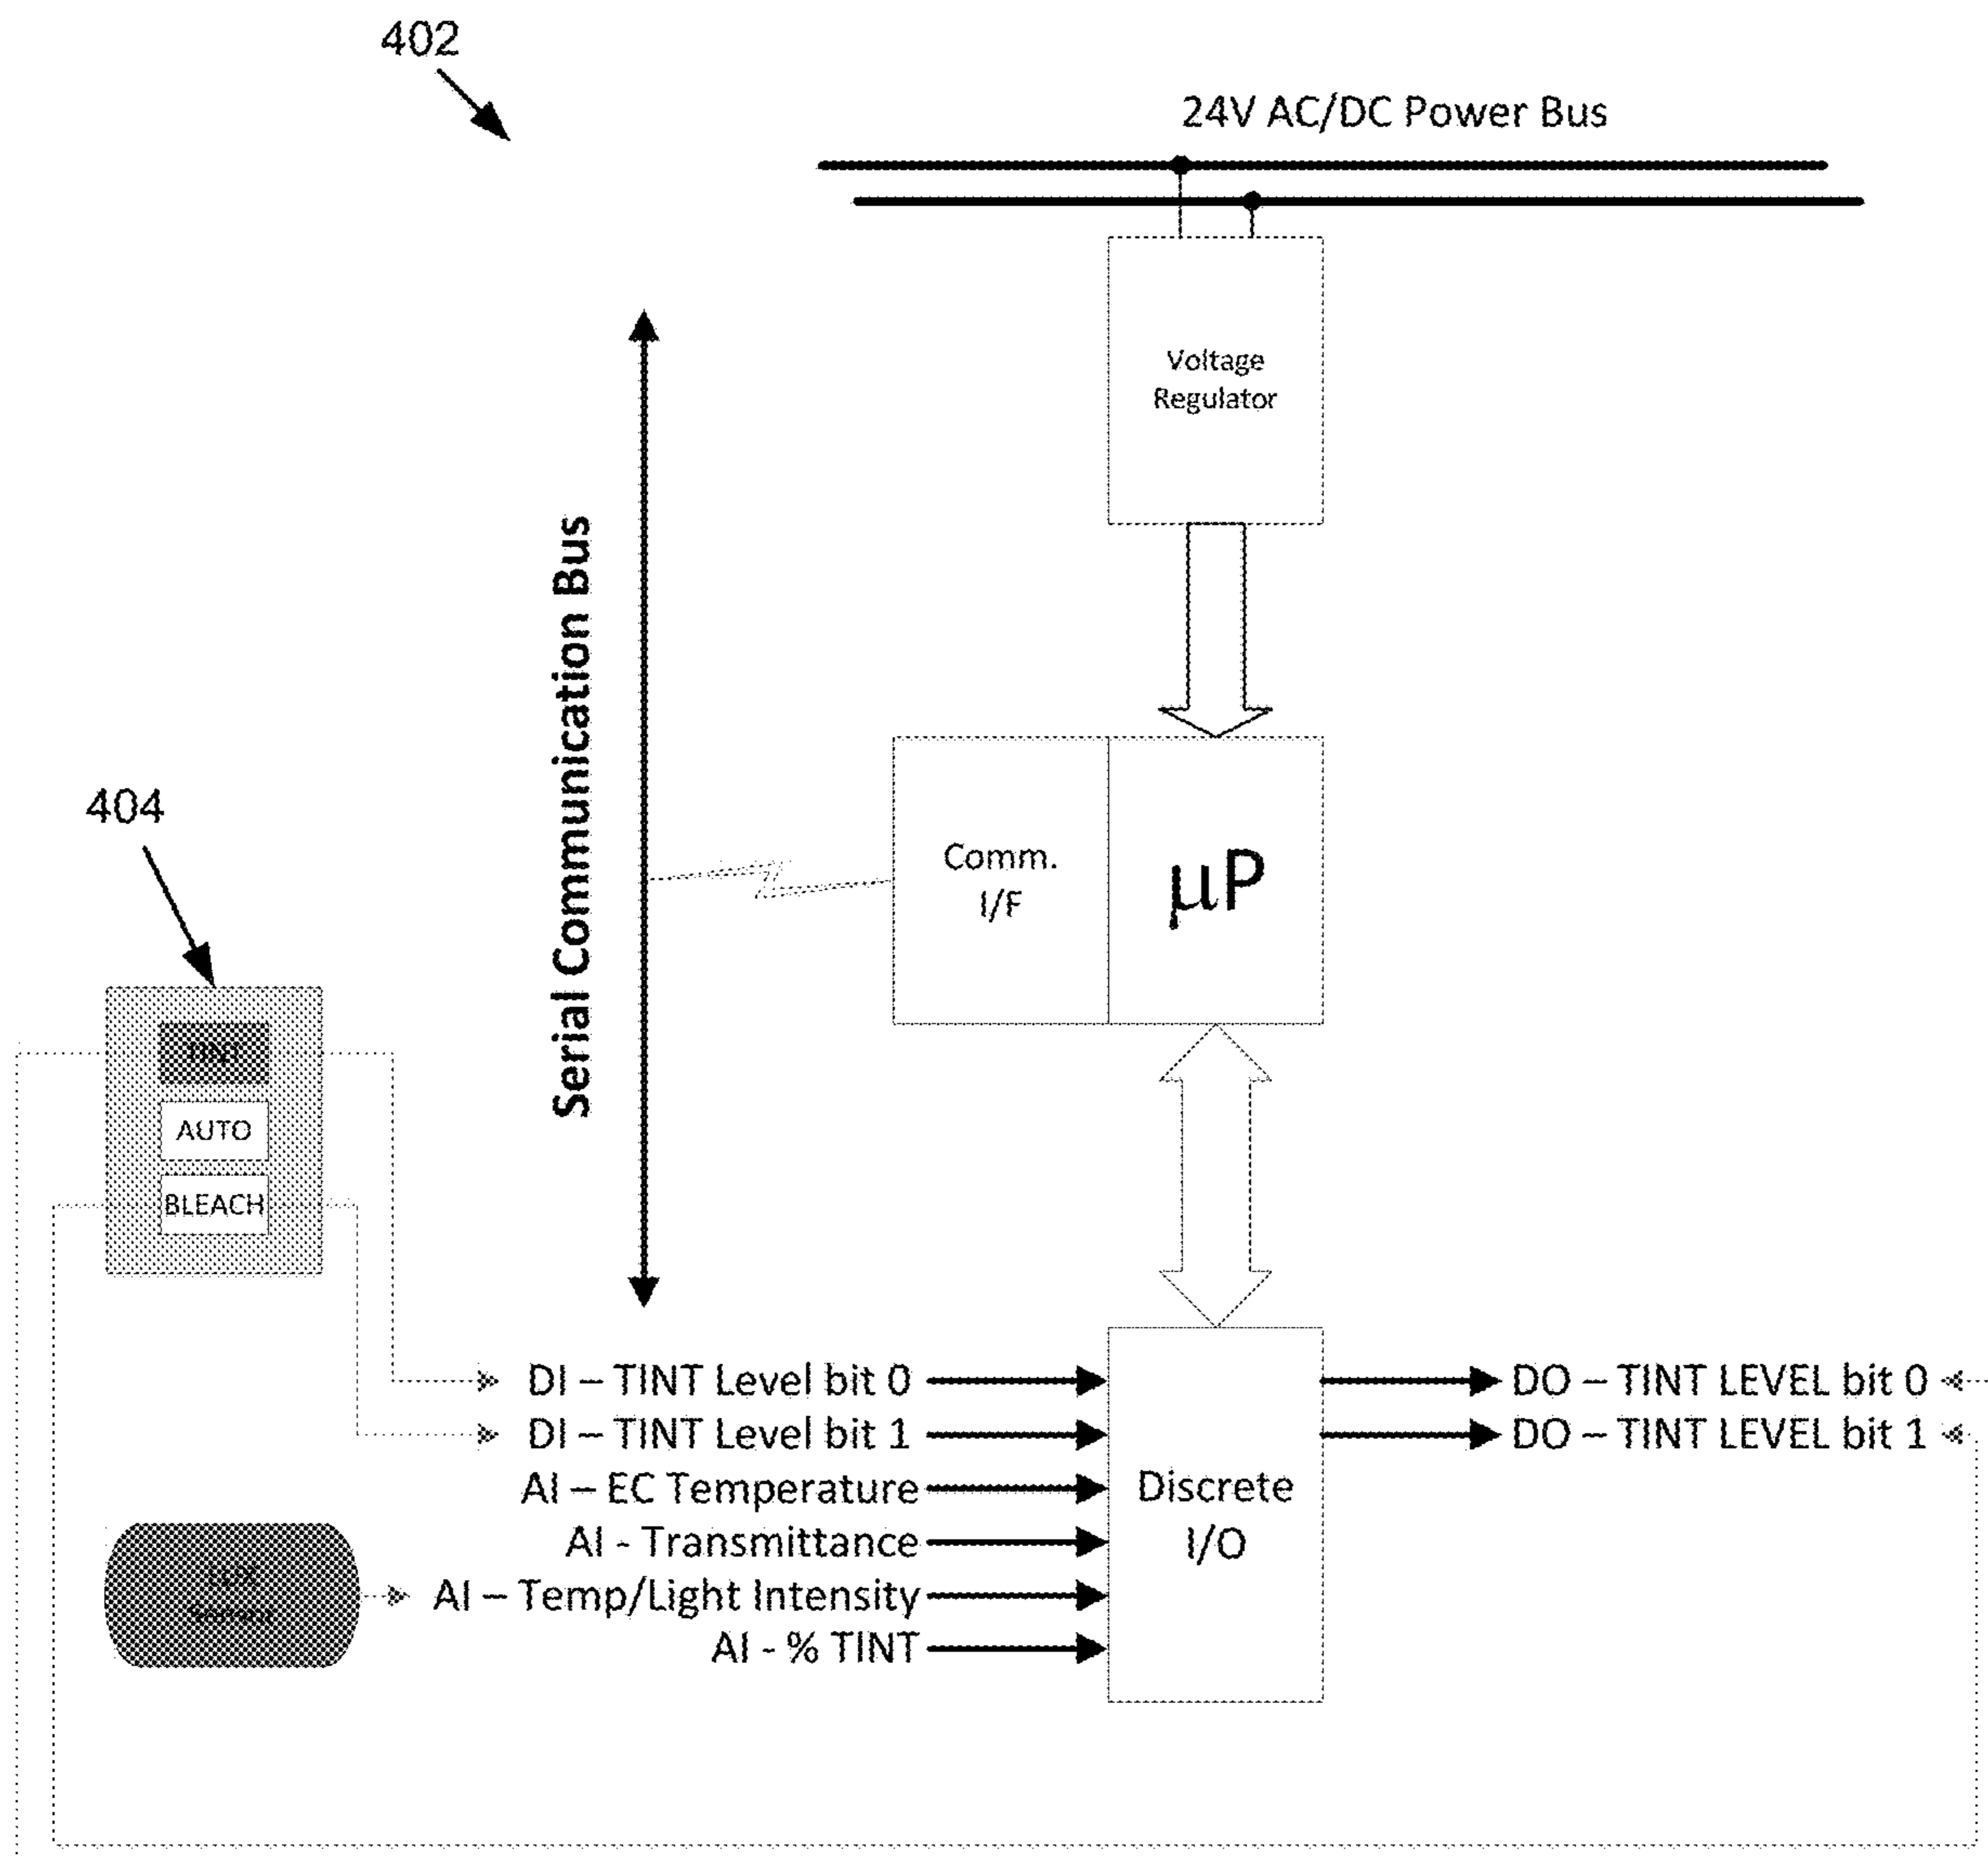 402
24V AC/DC Power Bus
Voltage
Regulator
Serial Communication Bus
404
Comm.
I/F
µP
TINT
AUTO
BLEACH
DI – TINT Level bit 0
DI – TINT Level bit 1
AI – EC Temperature
AI - Transmittance
AI – Temp/Light Intensity
AI - % TINT
Discrete
I/O
DO – TINT LEVEL bit 0
DO – TINT LEVEL bit 1